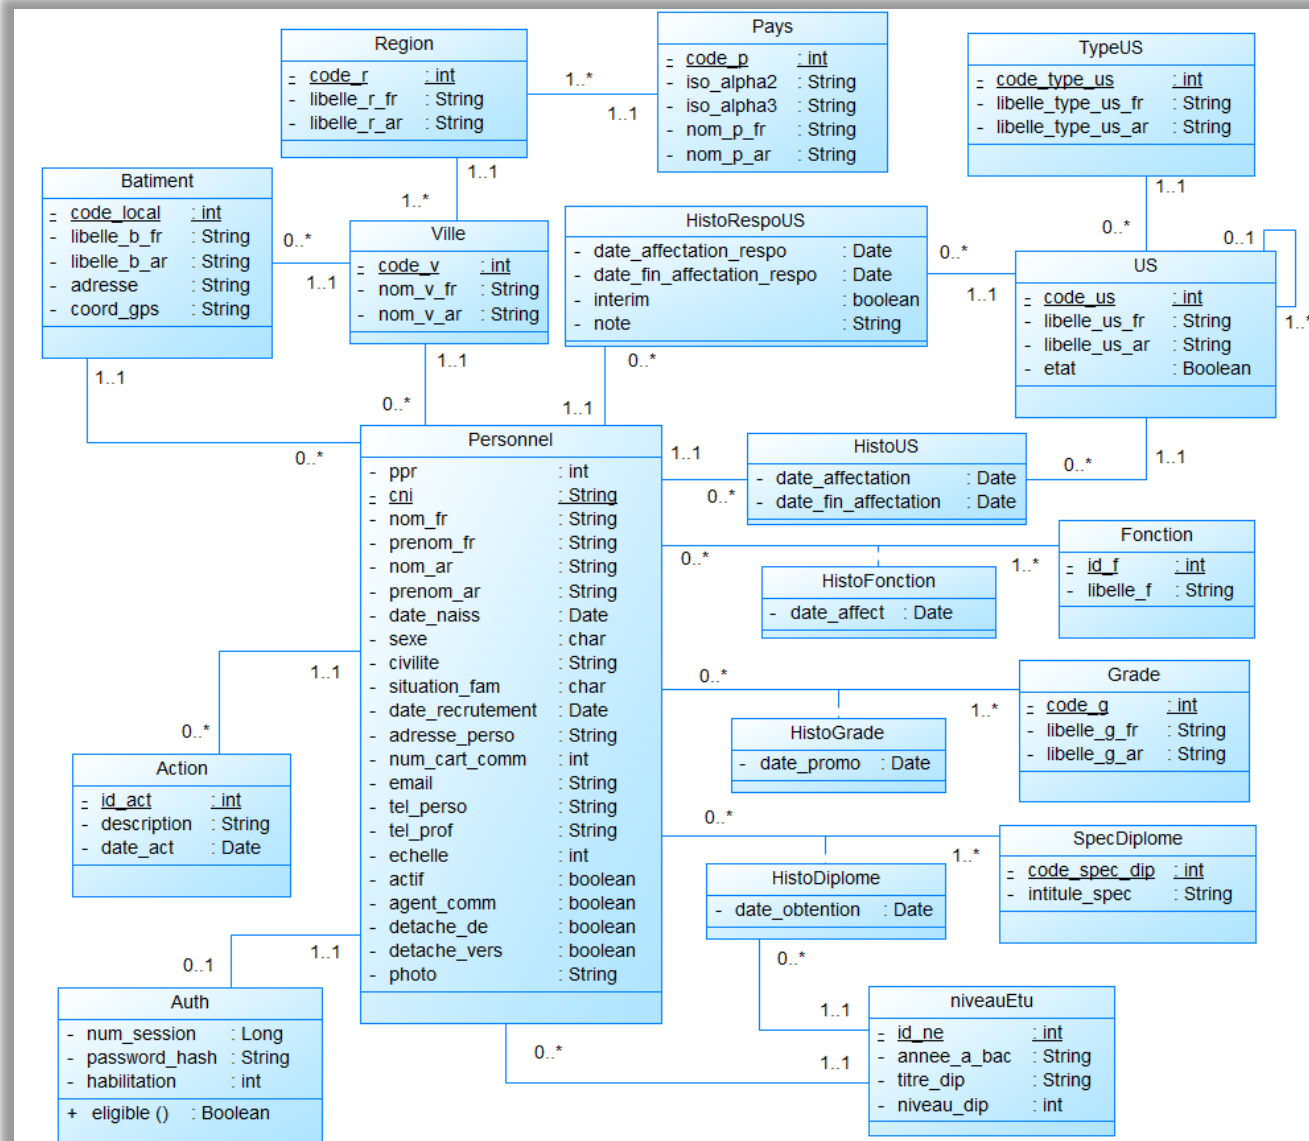 Region
- code_r : int
- libelle_r_fr : String
- libelle_r_ar : String
1..*
1..1
Pays
- code_p : int
- iso_alpha2 : String
- iso_alpha3 : String
- nom_p_fr : String
- nom_p_ar : String
TypeUS
- code_type_us : int
- libelle_type_us_fr : String
- libelle_type_us_ar : String
1..1
0..*
1..1
1..*
Batiment
- code_local : int
- libelle_b_fr : String
- libelle_b_ar : String
- adresse : String
- coord_gps : String
0..*
1..1
Ville
- code_v : int
- nom_v_fr : String
- nom_v_ar : String
HistoRespoUS
- date_affectation_respo : Date
- date_fin_affectation_respo : Date
- interim : boolean
- note : String
0..*
1..1
US
- code_us : int
- libelle_us_fr : String
- libelle_us_ar : String
- etat : Boolean
0..1
1..*
1..1
0..*
1..1
0..*
0..*
1..1
Personnel
- ppr : int
- cni : String
- nom_fr : String
- prenom_fr : String
- nom_ar : String
- prenom_ar : String
- date_naiss : Date
- sexe : char
- civilite : String
- situation_fam : char
- date_recrutement : Date
- adresse_perso : String
- num_cart_comm : int
- email : String
- tel_perso : String
- tel_prof : String
- echelle : int
- actif : boolean
- agent_comm : boolean
- detache_de : boolean
- detache_vers : boolean
- photo : String
1..1
0..*
HistoUS
- date_affectation : Date
- date_fin_affectation : Date
0..*
1..1
0..*
1..*
HistoFonction
- date_affect : Date
Fonction
- id_f : int
- libelle_f : String
0..*
1..*
HistoGrade
- date_promo : Date
Grade
- code_g : int
- libelle_g_fr : String
- libelle_g_ar : String
1..1
0..*
Action
- id_act : int
- description : String
- date_act : Date
0..*
1..*
HistoDiplome
- date_obtention : Date
SpecDiplome
- code_spec_dip : int
- intitule_spec : String
0..*
1..1
1..1
0..1
Auth
- num_session : Long
- password_hash : String
- habilitation : int
+ eligible () : Boolean
0..*
1..1
niveauEtu
- id_ne : int
- annee_a_bac : String
- titre_dip : String
- niveau_dip : int